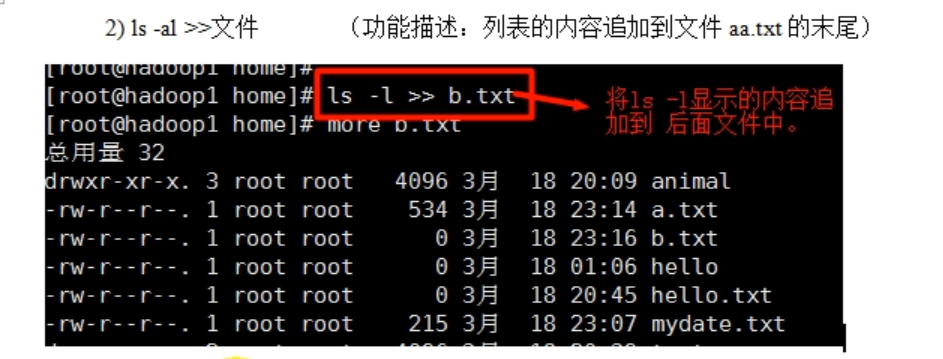 2) ls -al >>文件 （功能描述：列表的内容追加到文件 aa.txt 的末尾）
[root@hadoop1 home]#
[root@hadoop1 home]# ls -l >> b.txt
将ls -l显示的内容追
加到 后面文件中。
[root@hadoop1 home]# more b.txt
总用量 32
drwxr-xr-x. 3 root root 4096 3月 18 20:09 animal
-rw-r--r--. 1 root root 534 3月 18 23:14 a.txt
-rw-r--r--. 1 root root 0 3月 18 23:16 b.txt
-rw-r--r--. 1 root root 0 3月 18 01:06 hello
-rw-r--r--. 1 root root 0 3月 18 20:45 hello.txt
-rw-r--r--. 1 root root 215 3月 18 23:07 mydate.txt